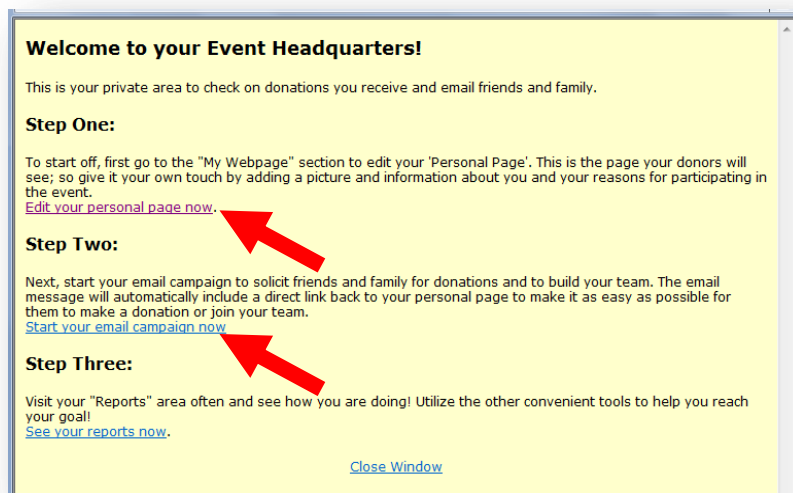 Welcome to your Event Headquarters!
This is your private area to check on donations you receive and email friends and family.
Step One:
To start off, first go to the "My Webpage" section to edit your 'Personal Page'. This is the page your donors will
see; so give it your own touch by adding a picture and information about you and your reasons for participating in
the event.
Edit your personal page now.
Step Two:
Next, start your email campaign to solicit friends and family for donations and to build your team. The email
message will automatically include a direct link back to your personal page to make it as easy as possible for
them to make a donation or join your team.
Start your email campaign now
Step Three:
Visit your "Reports" area often and see how you are doing! Utilize the other convenient tools to help you reach
your goal!
See your reports now.
Close Window